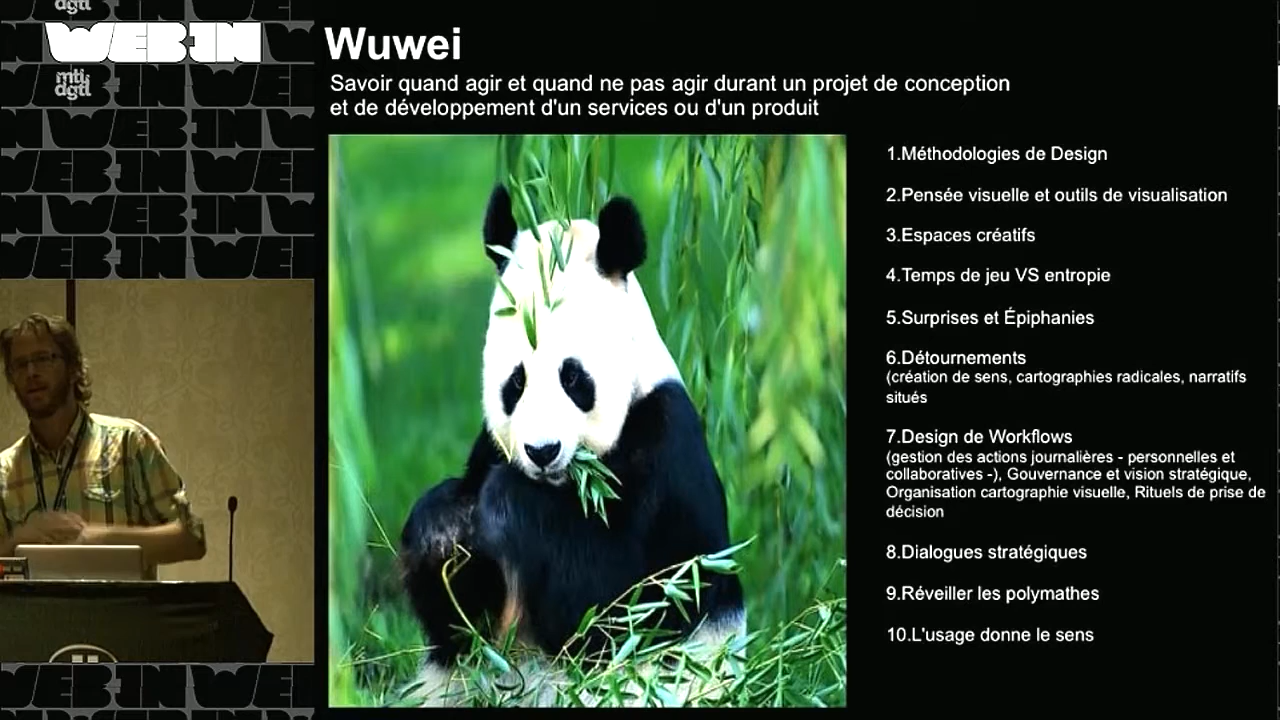 dgtl
WEB-IN
mtl
dgtl
Wuwei
Savoir quand agir et quand ne pas agir durant un projet de conception
et de développement d'un services ou d'un produit
1.Méthodologies de Design
2.Pensée visuelle et outils de visualisation
3.Espaces créatifs
4.Temps de jeu VS entropie
5.Surprises et Épiphanies
6.Détournements
(création de sens, cartographies radicales, narratifs
situés
7.Design de Workflows
(gestion des actions journalières - personnelles et
collaboratives -), Gouvernance et vision stratégique,
Organisation cartographie visuelle, Rituels de prise de
décision
8.Dialogues stratégiques
9.Réveiller les polymathes
10.L'usage donne le sens